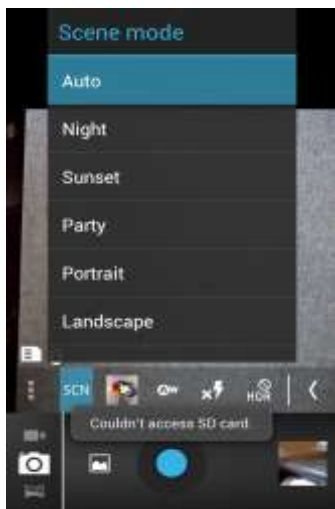 Scene mode
Auto
Night
Sunset
Party
Portrait
Landscape
SCN
HDR
Couldn't access SD card.